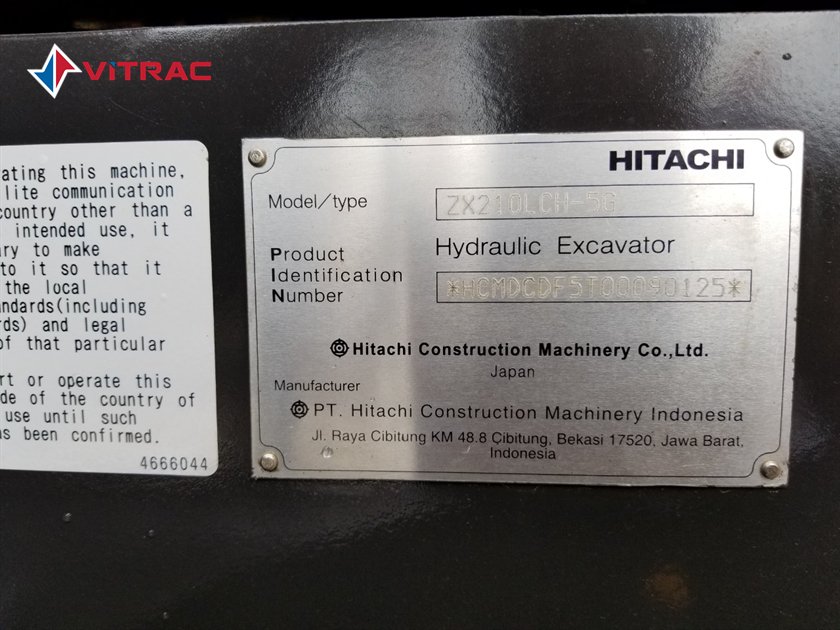 ViTRAC
ating this machine,
lite communication
country other than a
intended use, it
ary to make
to it so that it
the local
andards(including
rds) and legal
of that particular
rt or operate this
de of the country of
use until such
as been confirmed.
4666044
HITACHI
Model/type ZX210LCH-5G
Hydraulic Excavator
Product
Identification
Number *HCMDCDF5T00090125*
Hitachi Construction Machinery Co.,Ltd.
Japan
Manufacturer
PT. Hitachi Construction Machinery Indonesia
Jl. Raya Cibitung KM 48.8 Cibitung, Bekasi 17520, Jawa Barat,
Indonesia